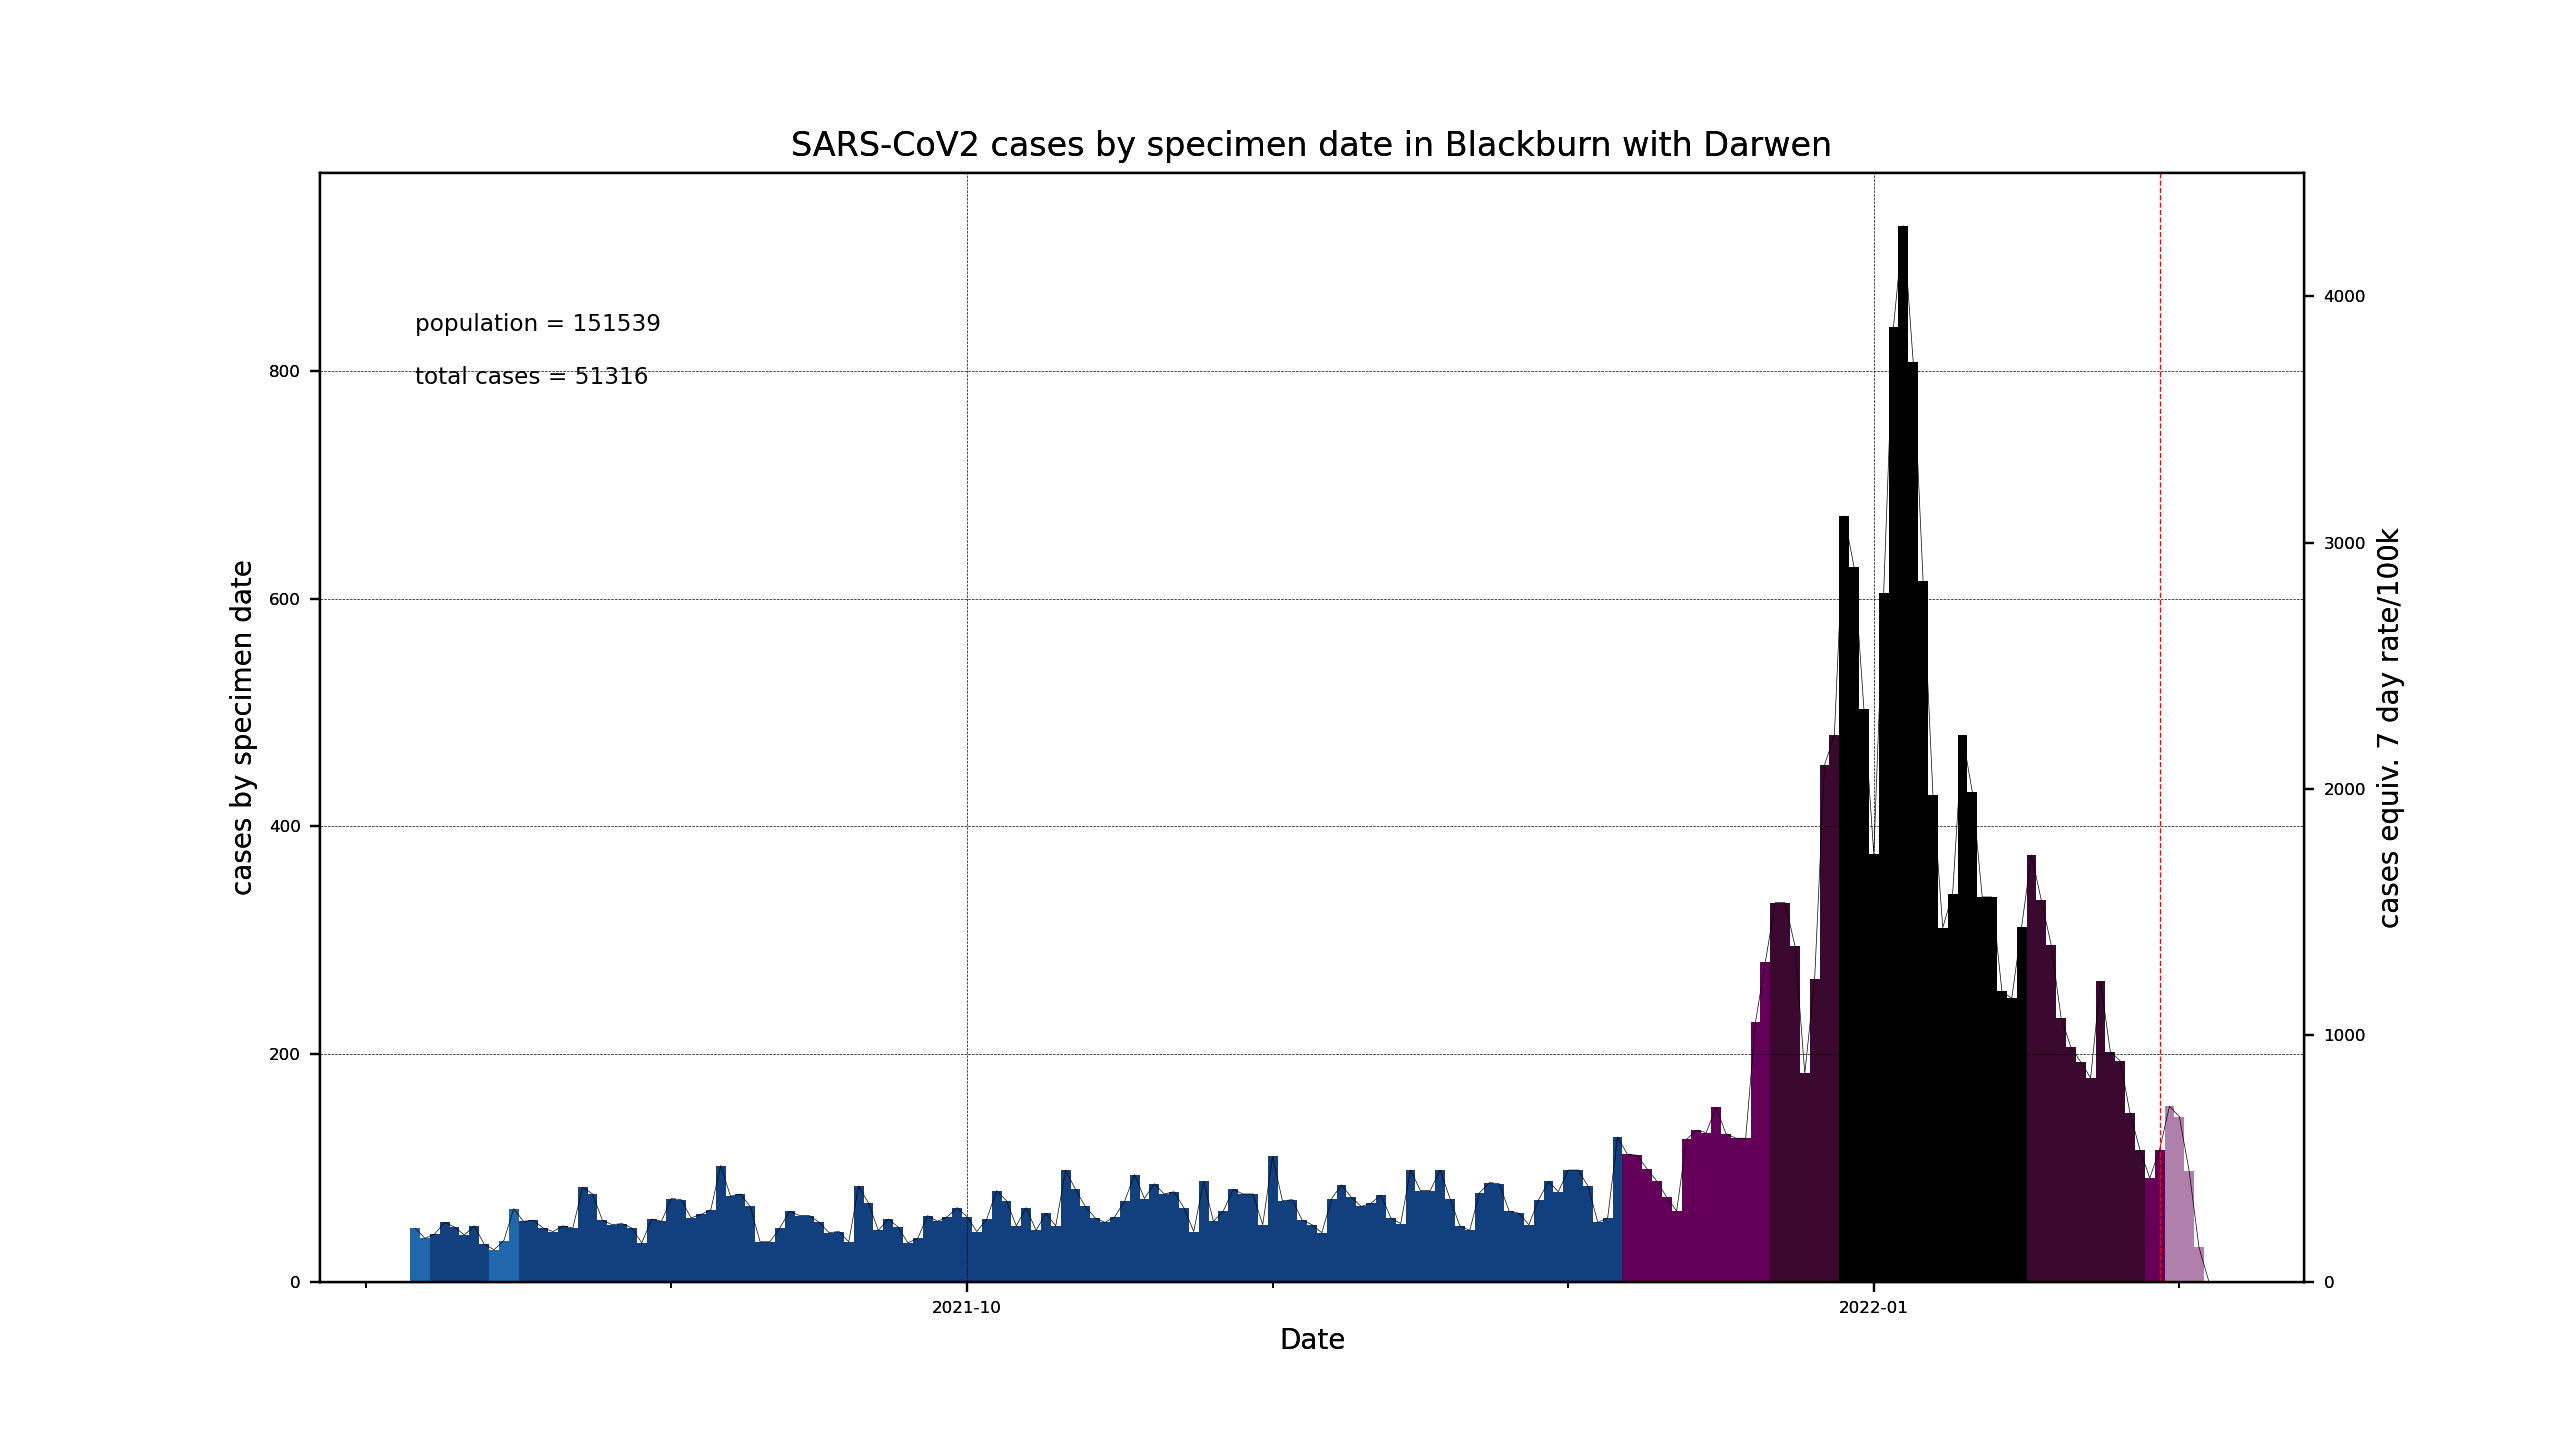 SARS-CoV2 cases by specimen date in Blackburn with Darwen
population = 151539
total cases = 51316
cases by specimen date
800
600
400
200
0
4000
3000
2000
1000
0
cases equiv. 7 day rate/100k
2021-10
2022-01
Date